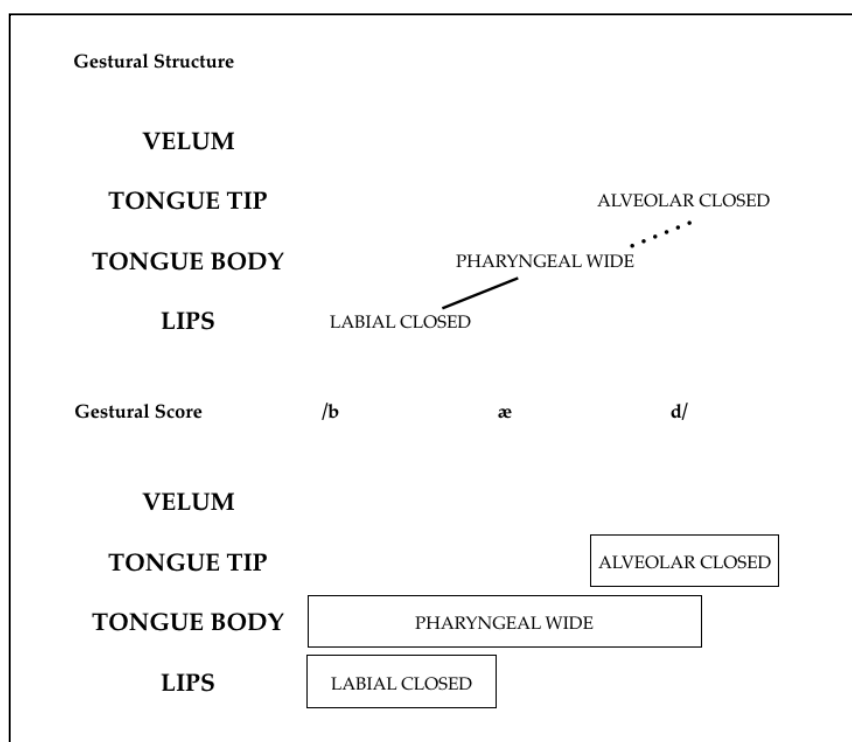 Gestural Structure
VELUM
TONGUE TIP ALVEOLAR CLOSED
TONGUE BODY PHARYNGEAL WIDE
LIPS LABIAL CLOSED
Gestural Score /b æ d/
VELUM
TONGUE TIP ALVEOLAR CLOSED
TONGUE BODY PHARYNGEAL WIDE
LIPS LABIAL CLOSED